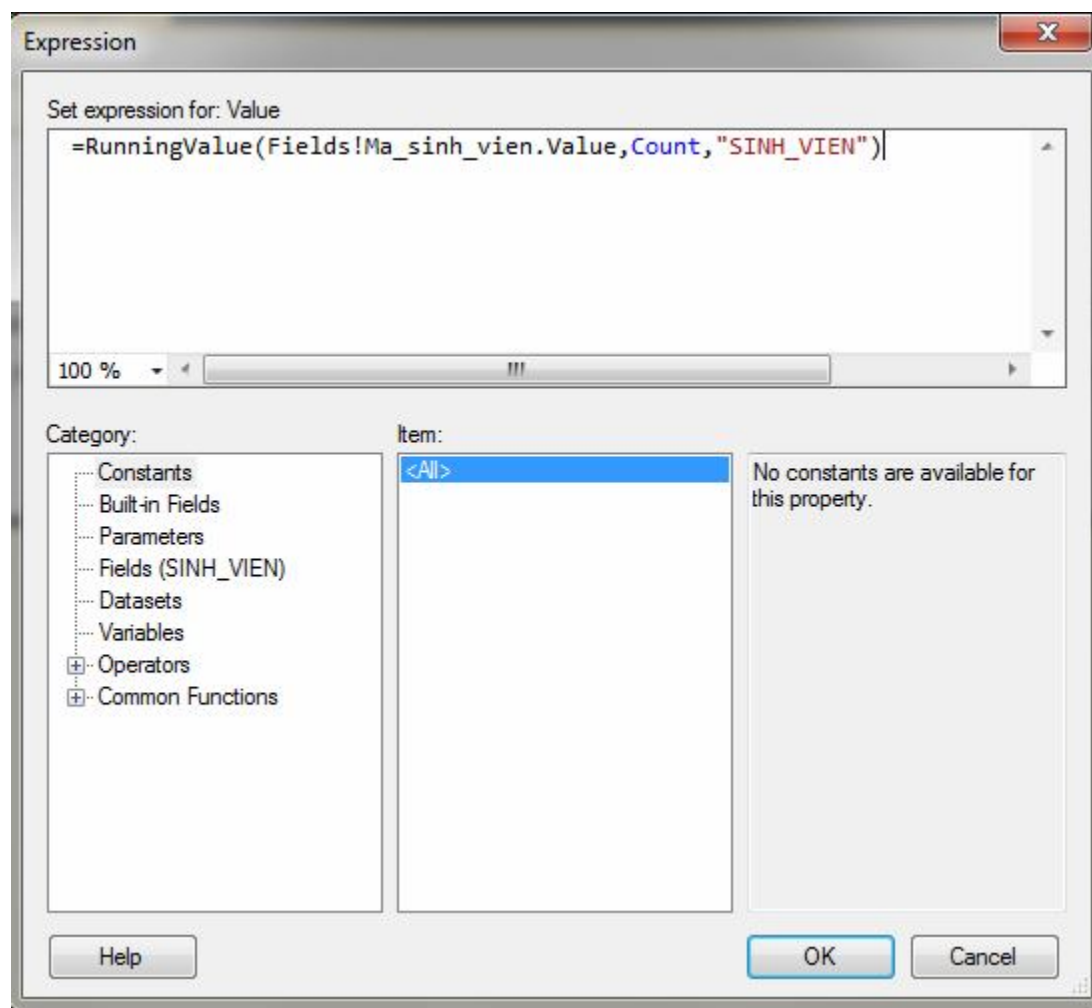 Expression
Set expression for: Value
=RunningValue(Fields!Ma_sinh_vien.Value,Count,"SINH_VIEN")
100 %
Category:
Item:
Constants
Built-in Fields
Parameters
Fields (SINH_VIEN)
Datasets
Variables
Operators
Common Functions
<All>
No constants are available for
this property.
Help
OK
Cancel